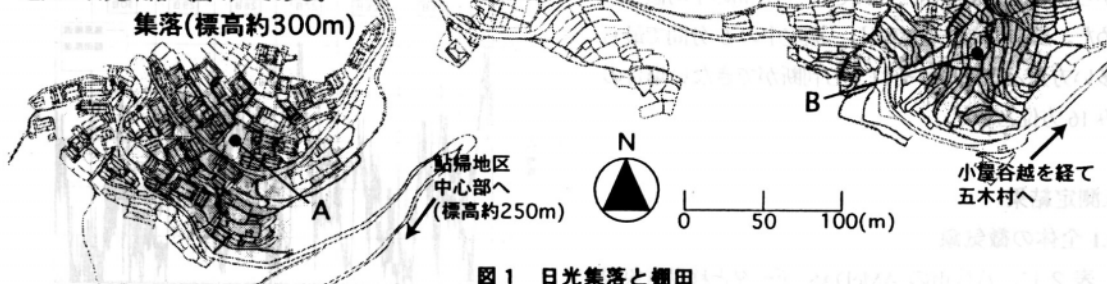 集落(標高約300m)
B
N
鮎帰地区
中心部へ
(標高約250m)
A
0 50 100(m)
小屋谷越を経て
五木村へ
図1 日光集落と棚田